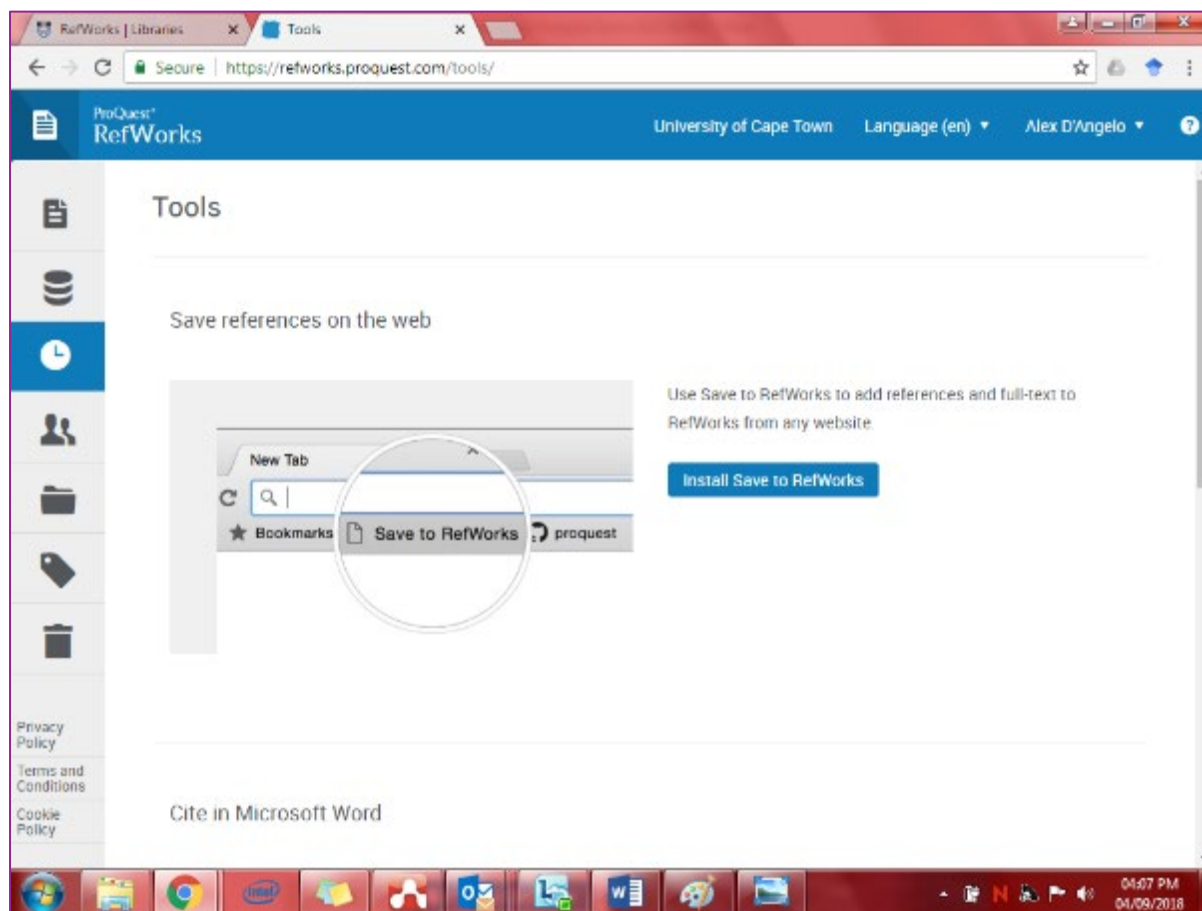 RefWorks | Libraries
Tools
Secure
https://refworks.proquest.com/tools/
ProQuest®
RefWorks
University of Cape Town
Language (en)
Alex D'Angelo
?
Tools
Save references on the web
New Tab
Bookmarks
Save to RefWorks
proquest
Use Save to RefWorks to add references and full-text to
RefWorks from any website.
Install Save to RefWorks
Privacy
Policy
Terms and
Conditions
Cookie
Policy
Cite in Microsoft Word
intel
04:07 PM
04/09/2018